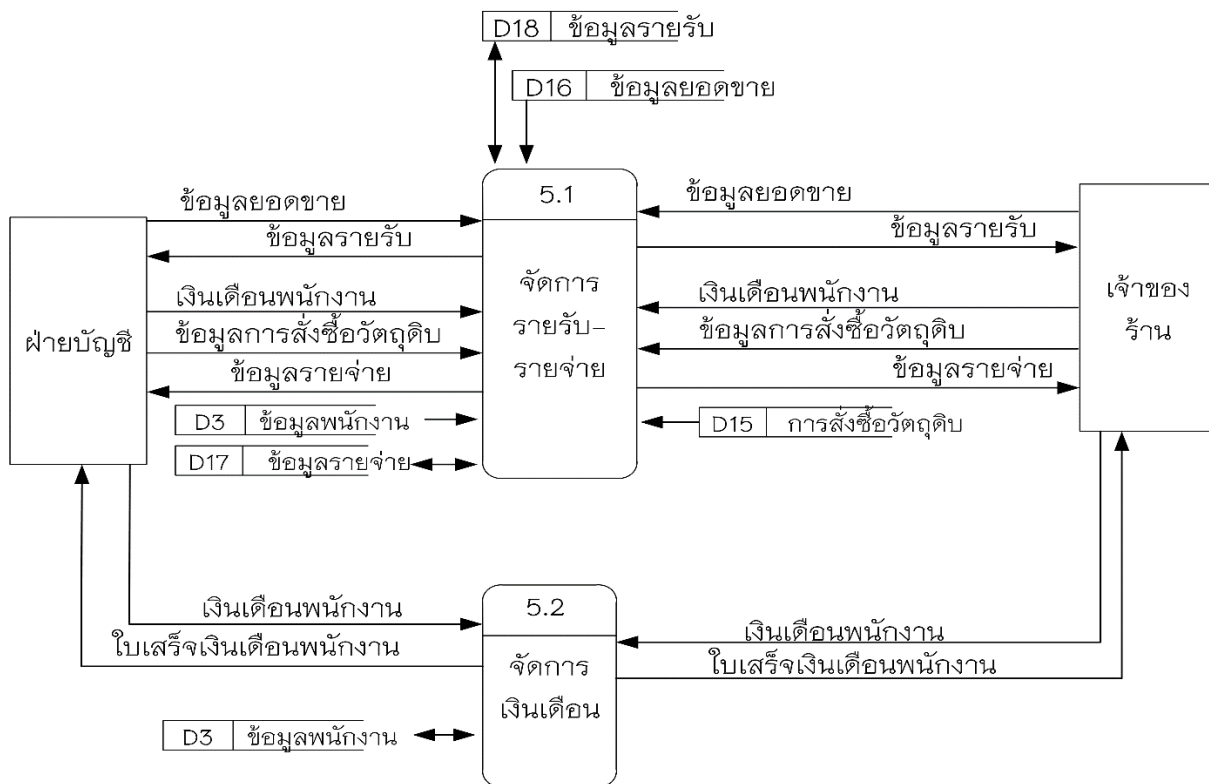 D18 ข้อมูลรายรับ
D16 ข้อมูลยอดขาย
5.1
จัดการ
รายรับ-
รายจ่าย
ฝ่ายบัญชี
ข้อมูลยอดขาย
ข้อมูลรายรับ
เงินเดือนพนักงาน
ข้อมูลการสั่งซื้อวัตถุดิบ
ข้อมูลรายจ่าย
D3 ข้อมูลพนักงาน
D17 ข้อมูลรายจ่าย
ข้อมูลยอดขาย
ข้อมูลรายรับ
เงินเดือนพนักงาน
ข้อมูลการสั่งซื้อวัตถุดิบ
ข้อมูลรายจ่าย
D15 การสั่งซื้อวัตถุดิบ
เจ้าของ
ร้าน
เงินเดือนพนักงาน
ใบเสร็จเงินเดือนพนักงาน
5.2
จัดการ
เงินเดือน
เงินเดือนพนักงาน
ใบเสร็จเงินเดือนพนักงาน
D3 ข้อมูลพนักงาน